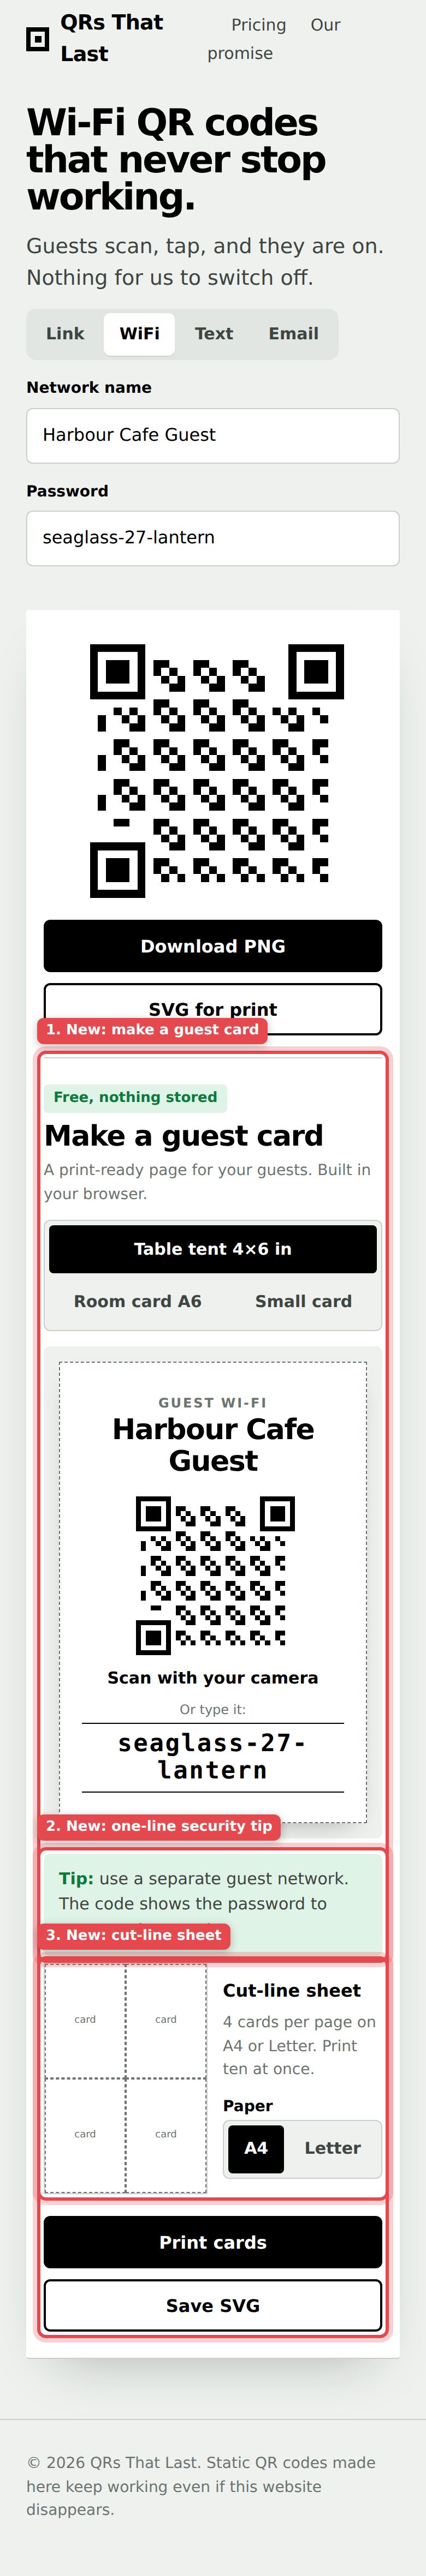 QRs That
Last
Pricing Our
promise
Wi-Fi QR codes
that never stop
working.
Guests scan, tap, and they are on.
Nothing for us to switch off.
Link WiFi Text Email
Network name
Harbour Cafe Guest
Password
seaglass-27-lantern
Download PNG
SVG for print
1. New: make a guest card
Free, nothing stored
Make a guest card
A print-ready page for your guests. Built in
your browser.
Table tent 4×6 in
Room card A6 Small card
GUEST WI-FI
Harbour Cafe
Guest
Scan with your camera
Or type it:
seaglass-27-
lantern
2. New: one-line security tip
Tip: use a separate guest network.
The code shows the password to
3. New: cut-line sheet
card card
card card
Cut-line sheet
4 cards per page on
A4 or Letter. Print
ten at once.
Paper
A4 Letter
Print cards
Save SVG
© 2026 QRs That Last. Static QR codes made
here keep working even if this website
disappears.